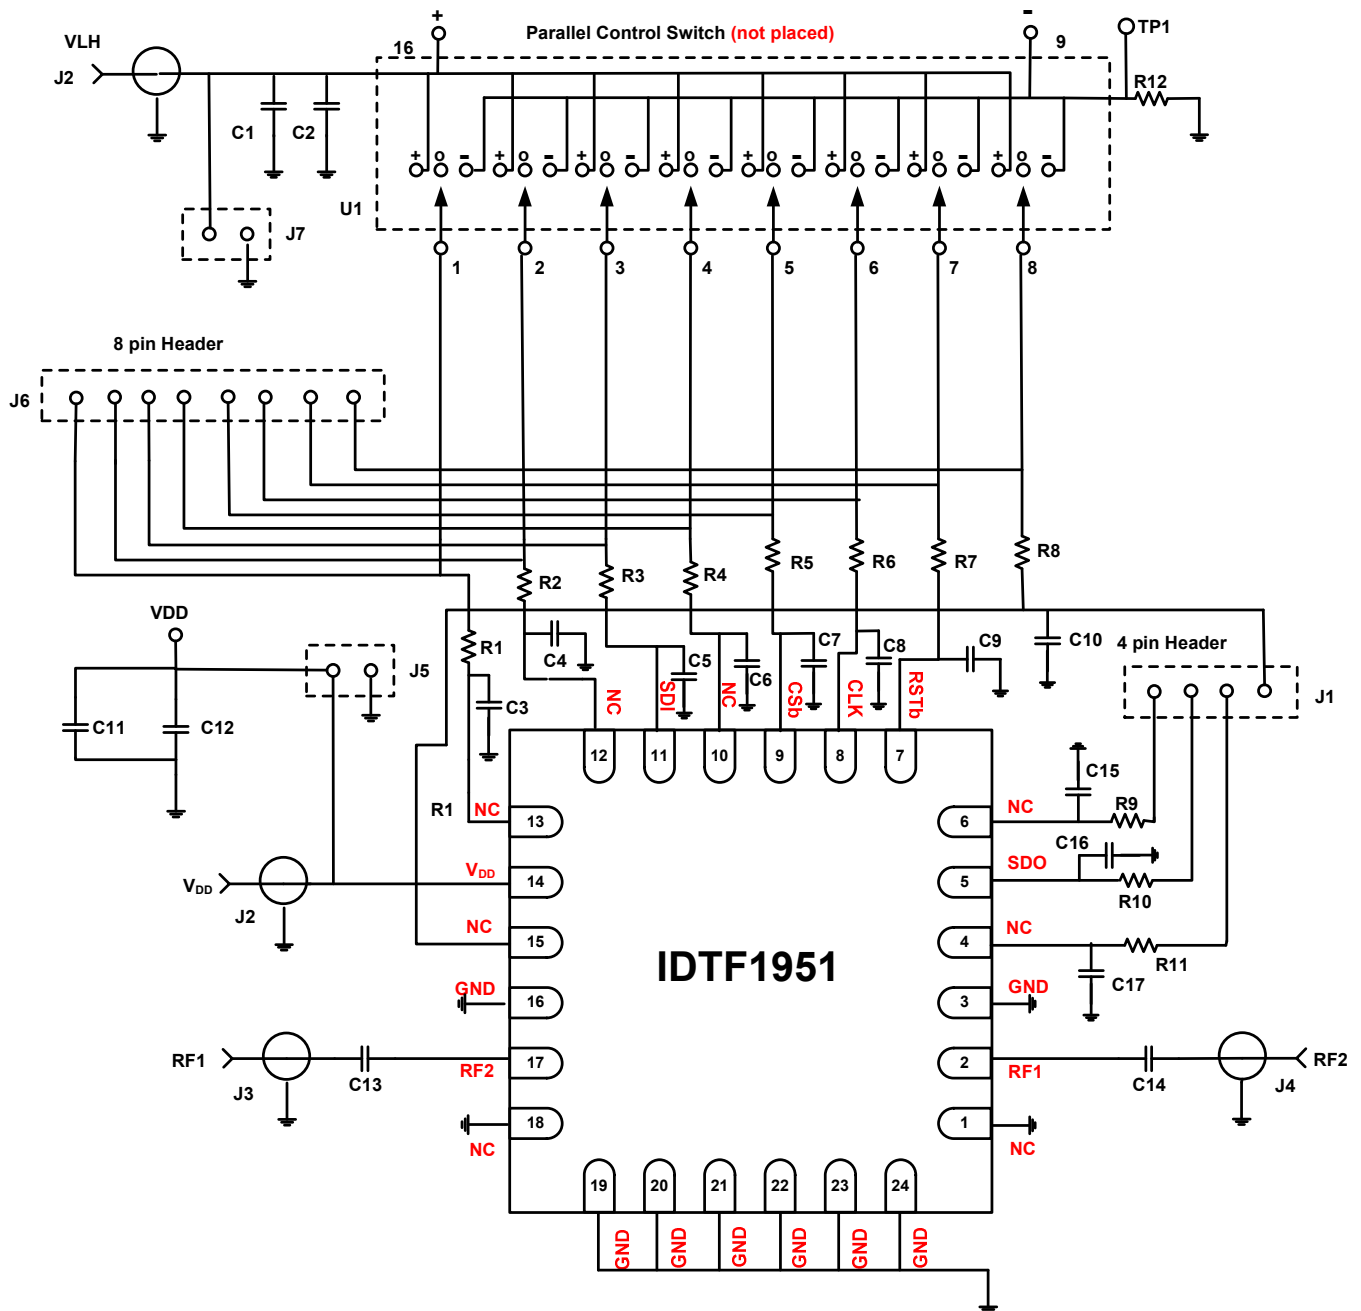 +
-
VLH
Parallel Control Switch (not placed)
TP1
16
9
J2
R12
C1
C2
+ o - + o - + o - + o - + o - + o - + o - + o -
U1
J7
1
2
3
4
5
6
7
8
8 pin Header
J6
R2
R3
R4
R5
R6
R7
R8
VDD
R1
C4
C5
C6
C7
C8
C9
C10
4 pin Header
J5
J1
C11
C12
C3
NC
SDI
NC
CSb
CLK
RSTb
12
11
10
9
8
7
C15
R1
NC
13
6
NC
R9
C16
VDD
VDD
14
5
SDO
J2
R10
NC
15
4
NC
R11
IDTF1951
C17
GND
16
3
GND
RF1
17
2
RF2
C13
RF2
RF1
C14
J3
J4
18
1
NC
NC
19
20
21
22
23
24
GND
GND
GND
GND
GND
GND